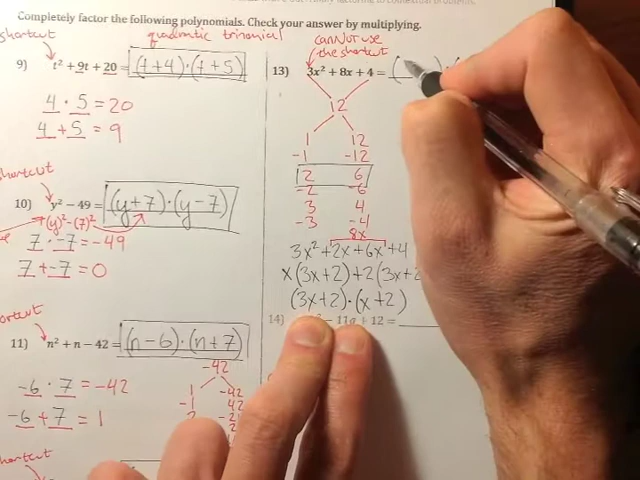 Completely factor the following polynomials. Check your answer by multiplying.
shortcut
quadratic trinomial
9) t² + 9t + 20 = (t+4)·(t+5)
4 · 5 = 20
4 + 5 = 9
shortcut
10) y² − 49 = (y+7)·(y−7)
(y)²−(7)²
7 · −7 = −49
7 + −7 = 0
shortcut
11) n² + n − 42 = (n−6)·(n+7)
−6 · 7 = −42
−6 + 7 = 1
−42
1 −42
−1 42
2
shortcut
cannot use
the shortcut
13) 3x² + 8x + 4 = (
12
1 12
−1 −12
2 6
−2 −6
3 4
−3 −4
8x
3x² + 2x + 6x + 4
x(3x+2)+2(3x+2
(3x+2)·(x+2)
14) − 11a + 12 =